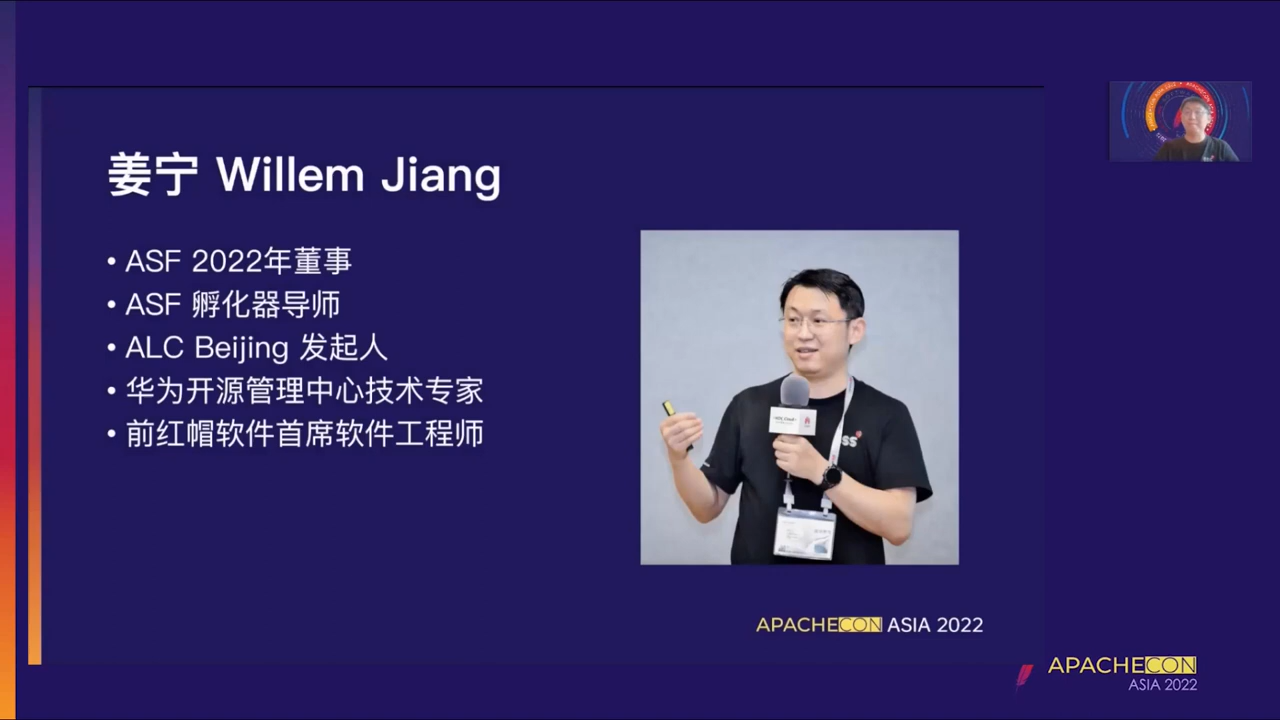 姜宁 Willem Jiang
• ASF 2022年董事
• ASF 孵化器导师
• ALC Beijing 发起人
• 华为开源管理中心技术专家
• 前红帽软件首席软件工程师
APACHECON ASIA 2022
APACHECON
ASIA 2022